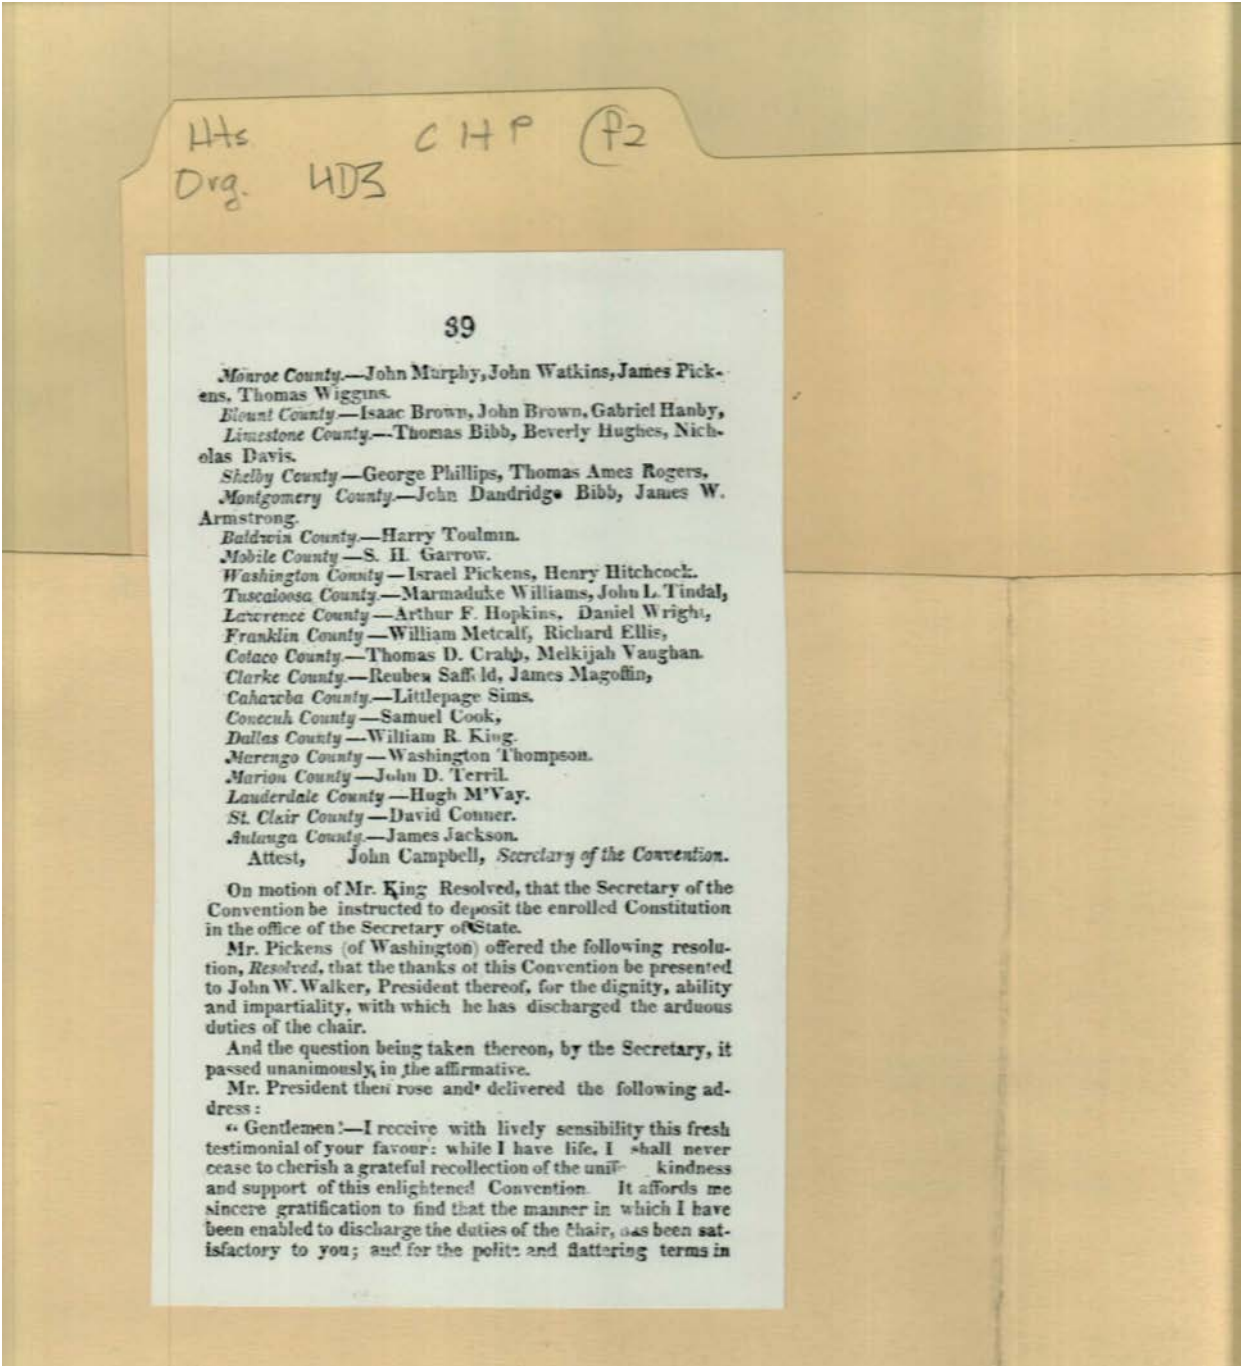 Hts C H P (P2
Org. 4D3
39
Monroe County.—John Murphy, John Watkins, James Pick-
ens, Thomas Wiggins.
Blount County—Isaac Brown, John Brown, Gabriel Hanby,
Limestone County.—Thomas Bibb, Beverly Hughes, Nich-
olas Davis.
Shelby County—George Phillips, Thomas Ames Rogers,
Montgomery County.—John Dandridge Bibb, James W.
Armstrong.
Baldwin County.—Harry Toulmin.
Mobile County—S. H. Garrow.
Washington County—Israel Pickens, Henry Hitchcock.
Tuscaloosa County.—Marmaduke Williams, John L. Tindal,
Lawrence County—Arthur F. Hopkins, Daniel Wright,
Franklin County—William Metcalf, Richard Ellis,
Cotaco County.—Thomas D. Crabb, Melkijah Vaughan.
Clarke County.—Reuben Saff ld, James Magoffin,
Cahawba County.—Littlepage Sims.
Conecuh County—Samuel Cook,
Dallas County—William R. King.
Marengo County—Washington Thompson.
Marion County—John D. Terril.
Lauderdale County—Hugh M'Vay.
St. Clair County—David Conner.
Autauga County.—James Jackson.
Attest, John Campbell, Secretary of the Convention.
On motion of Mr. King Resolved, that the Secretary of the
Convention be instructed to deposit the enrolled Constitution
in the office of the Secretary of State.
Mr. Pickens (of Washington) offered the following resolu-
tion, Resolved, that the thanks of this Convention be presented
to John W. Walker, President thereof, for the dignity, ability
and impartiality, with which he has discharged the arduous
duties of the chair.
And the question being taken thereon, by the Secretary, it
passed unanimously, in the affirmative.
Mr. President then rose and delivered the following ad-
dress:
“ Gentlemen:—I receive with lively sensibility this fresh
testimonial of your favour: while I have life, I shall never
cease to cherish a grateful recollection of the kindness
and support of this enlightened Convention. It affords me
sincere gratification to find that the manner in which I have
been enabled to discharge the duties of the Chair, has been sat-
isfactory to you; and for the polite and flattering terms in